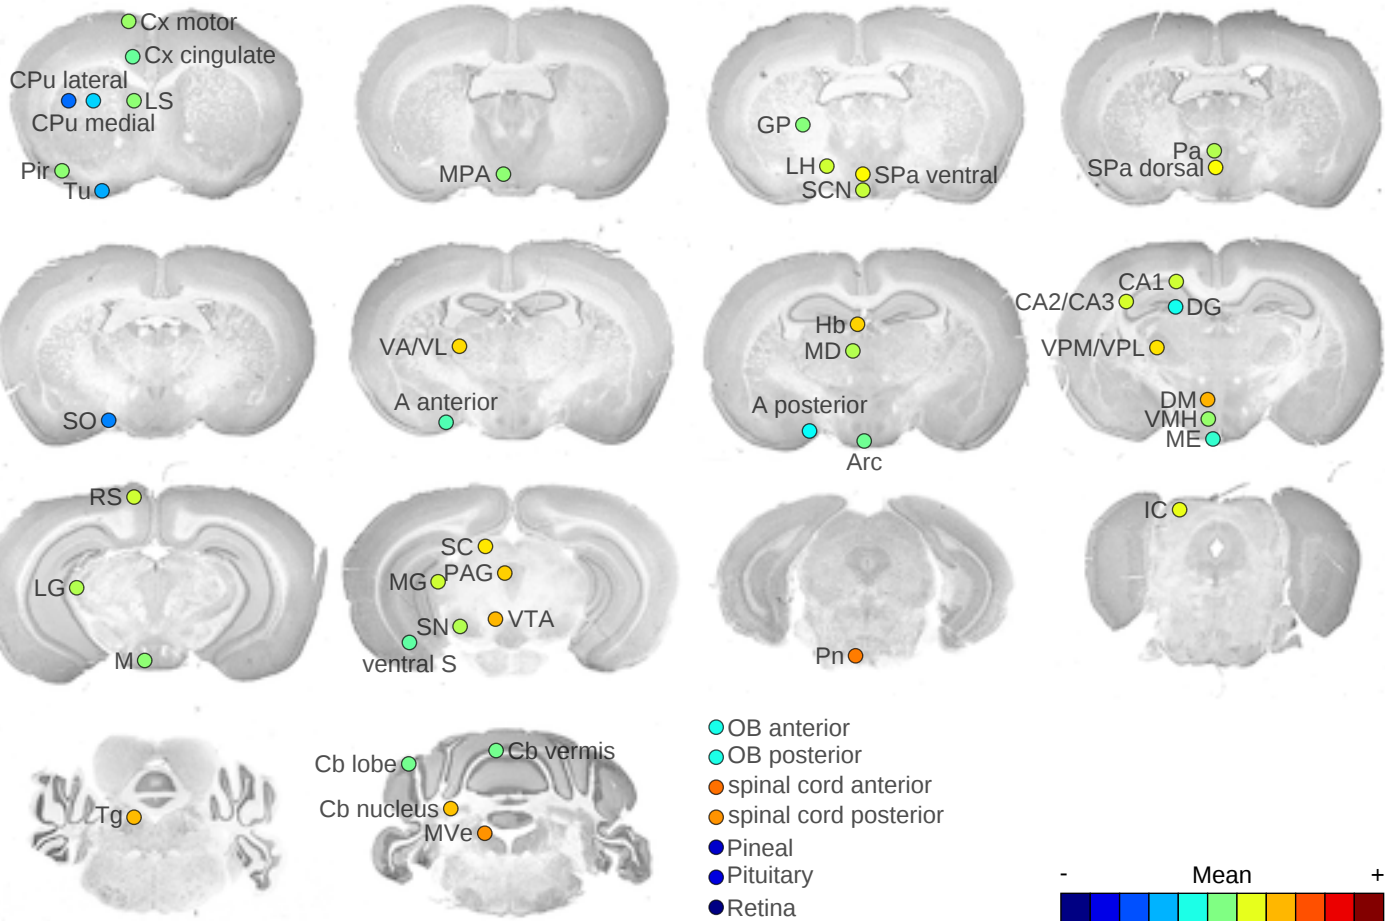 Cx motor
Cx cingulate
CPu lateral
LS
CPu medial
Pir
Tu
MPA
GP
LH
SPa ventral
SCN
Pa
SPa dorsal
SO
VA/VL
A anterior
Hb
MD
A posterior
Arc
CA1
CA2/CA3
DG
VPM/VPL
DM
VMH
ME
RS
LG
M
SC
PAG
MG
VTA
SN
ventral S
Pn
IC
Tg
Cb vermis
Cb lobe
Cb nucleus
MVe
OB anterior
OB posterior
spinal cord anterior
spinal cord posterior
Pineal
Pituitary
Retina
- Mean +